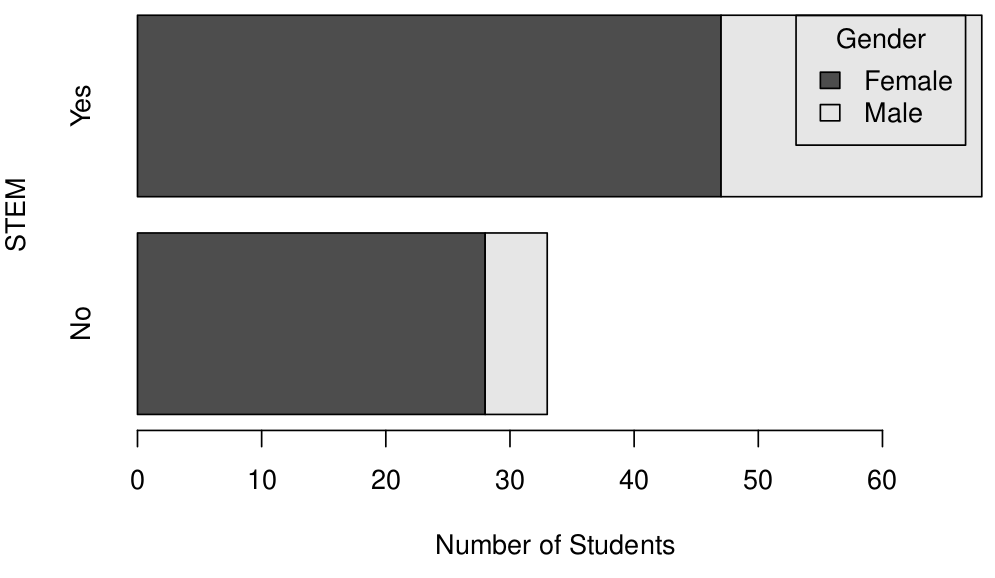 Gender
Female
Male
Yes
STEM
No
0 10 20 30 40 50 60
Number of Students